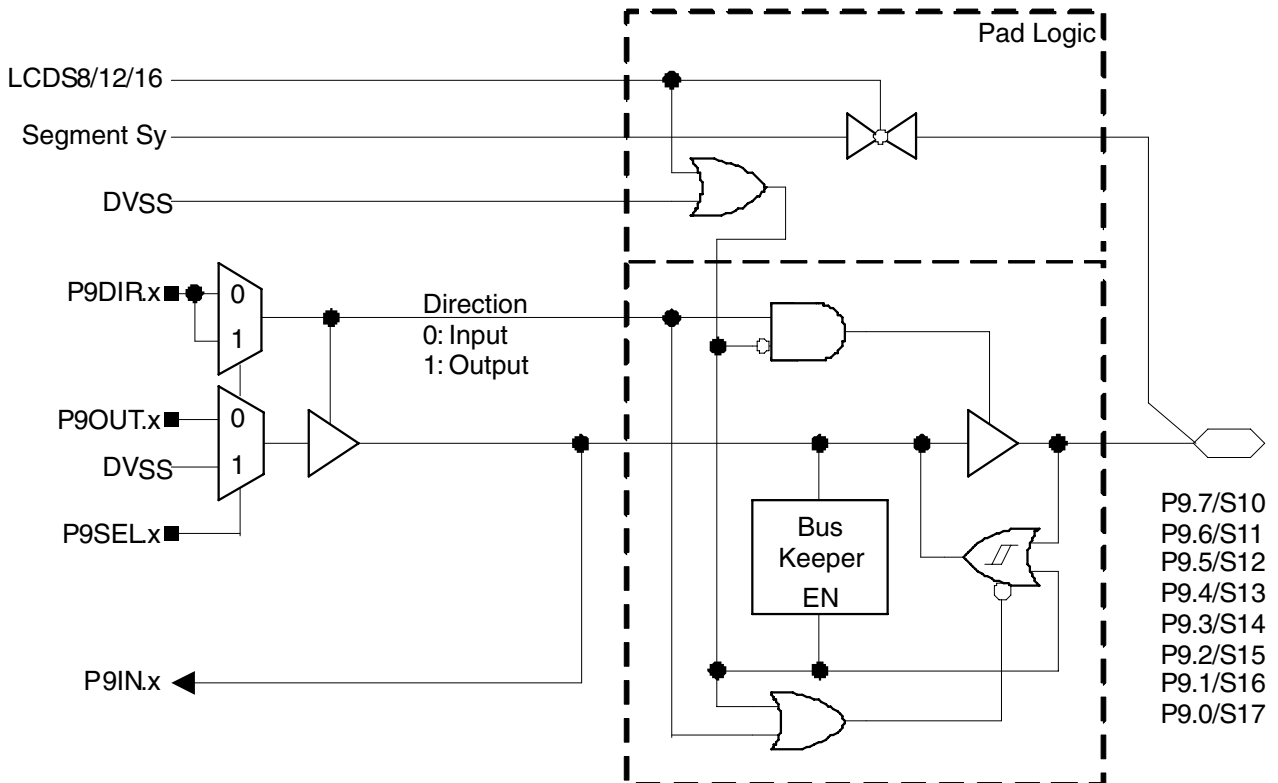 Pad Logic
LCDS8/12/16
Segment Sy
DVSS
P9DIR.x
0
1
Direction
0: Input
1: Output
P9OUT.x
0
DVSS
1
P9SEL.x
Bus
Keeper
EN
P9IN.x
P9.7/S10
P9.6/S11
P9.5/S12
P9.4/S13
P9.3/S14
P9.2/S15
P9.1/S16
P9.0/S17